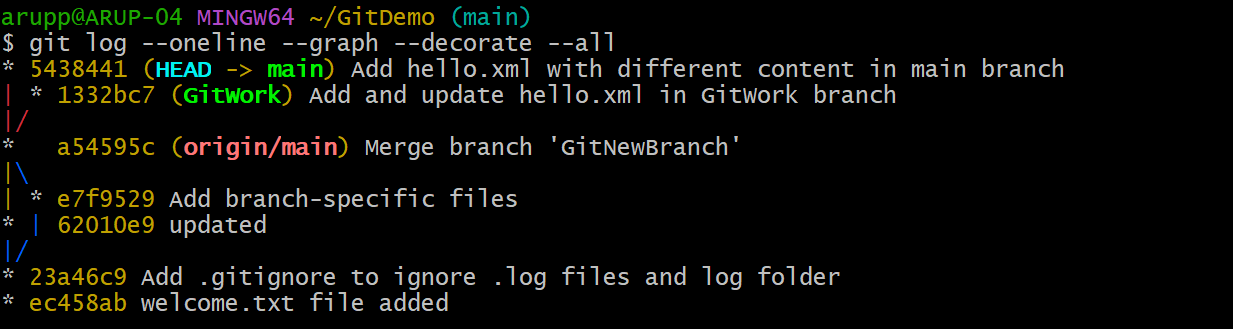 arupp@ARUP-04 MINGW64 ~/GitDemo (main)
$ git log --oneline --graph --decorate --all
* 5438441 (HEAD -> main) Add hello.xml with different content in main branch
| * 1332bc7 (GitWork) Add and update hello.xml in GitWork branch
|/
*   a54595c (origin/main) Merge branch 'GitNewBranch'
|\
| * e7f9529 Add branch-specific files
* | 62010e9 updated
|/
* 23a46c9 Add .gitignore to ignore .log files and log folder
* ec458ab welcome.txt file added